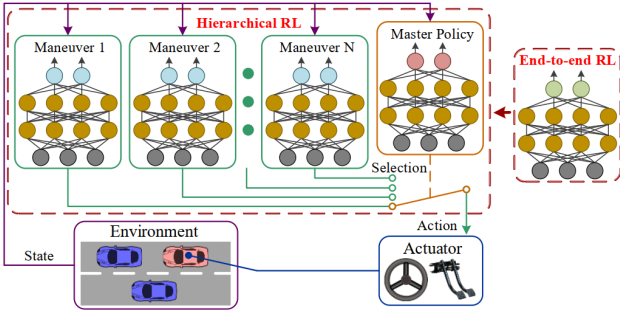 Hierarchical RL
Maneuver 1
Maneuver 2
Maneuver N
Master Policy
End-to-end RL
Selection
Action
State
Environment
Actuator